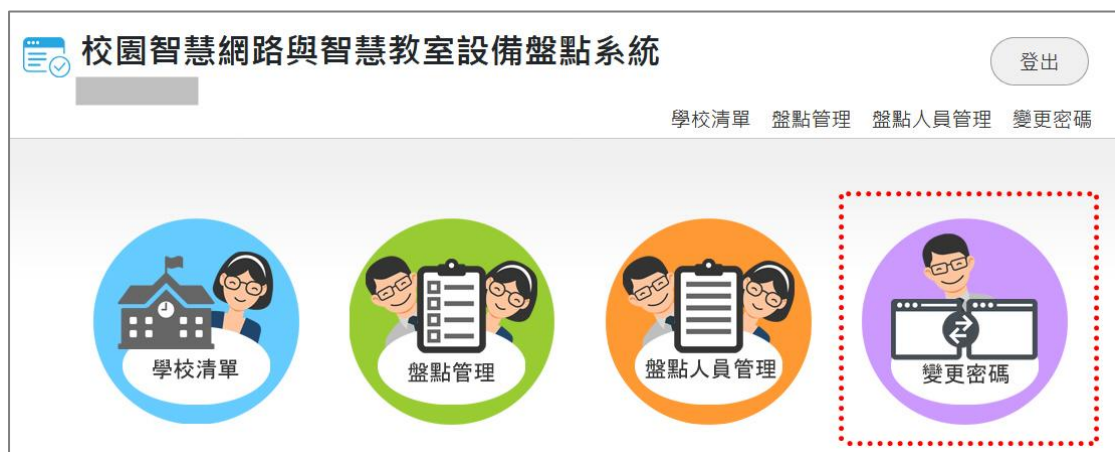 校園智慧網路與智慧教室設備盤點系統
登出
學校清單 盤點管理 盤點人員管理 變更密碼
學校清單 盤點管理 盤點人員管理 變更密碼